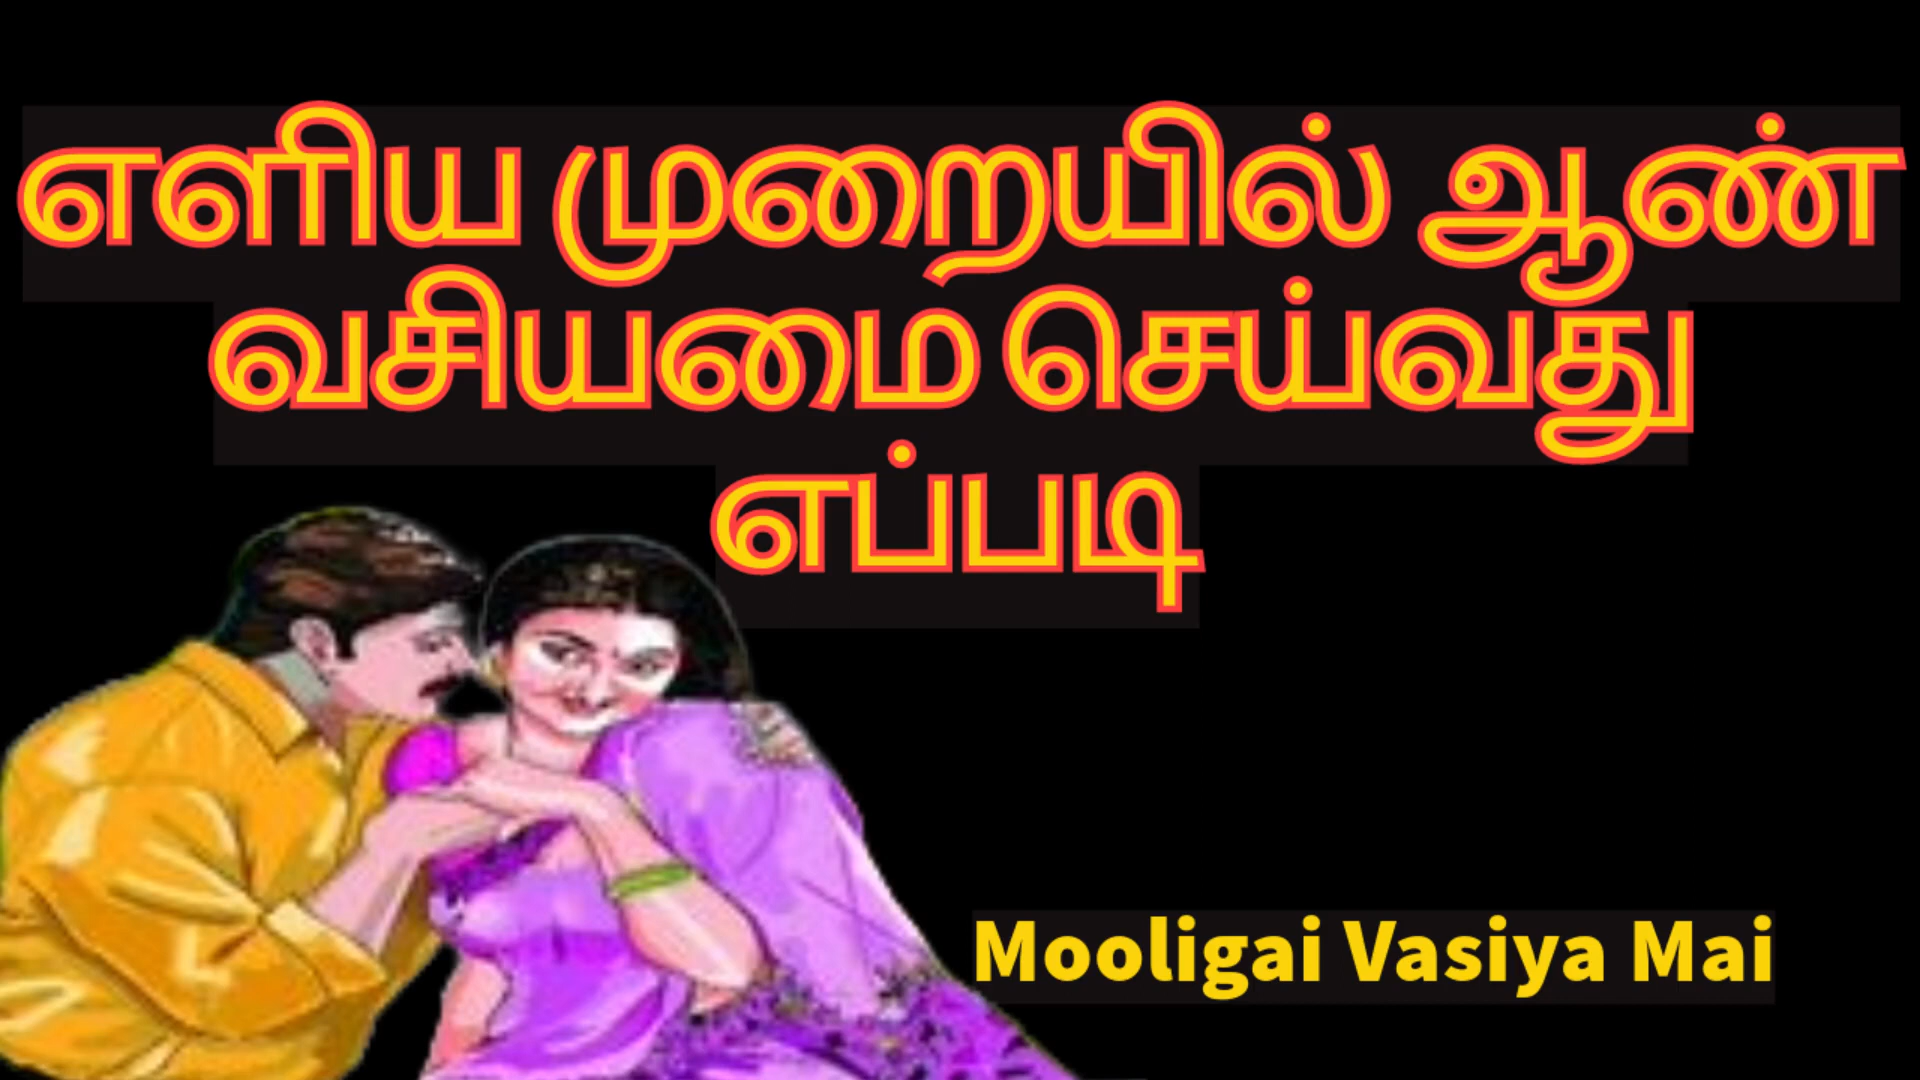 எளிய முறையில் ஆண்
வசியமை செய்வது
எப்படி
Mooligai Vasiya Mai